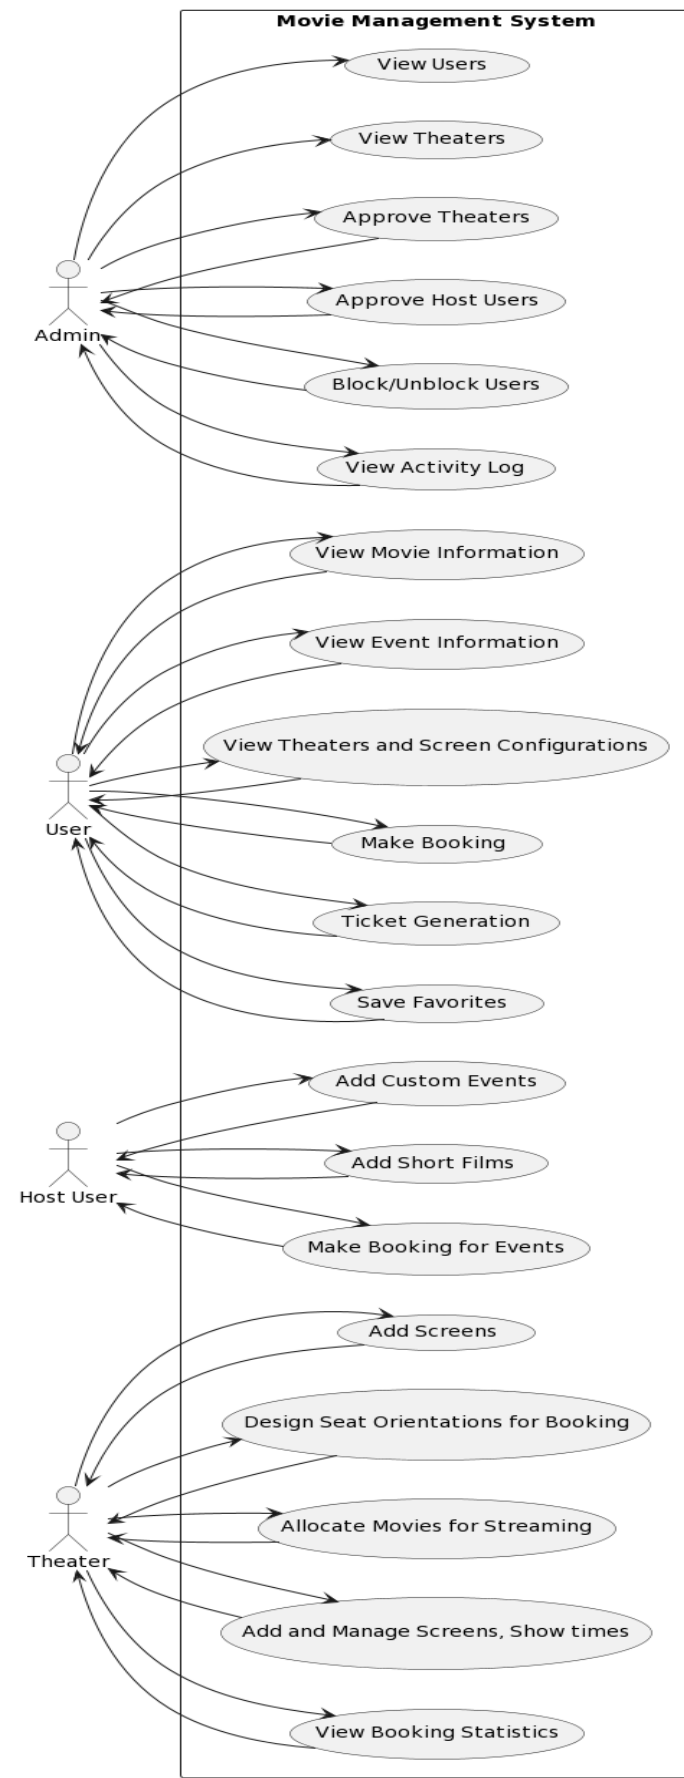 Movie Management System
View Users
View Theaters
Approve Theaters
Approve Host Users
Admin
Block/Unblock Users
View Activity Log
View Movie Information
View Event Information
View Theaters and Screen Configurations
User
Make Booking
Ticket Generation
Save Favorites
Add Custom Events
Add Short Films
Host User
Make Booking for Events
Add Screens
Design Seat Orientations for Booking
Allocate Movies for Streaming
Theater
Add and Manage Screens, Show times
View Booking Statistics